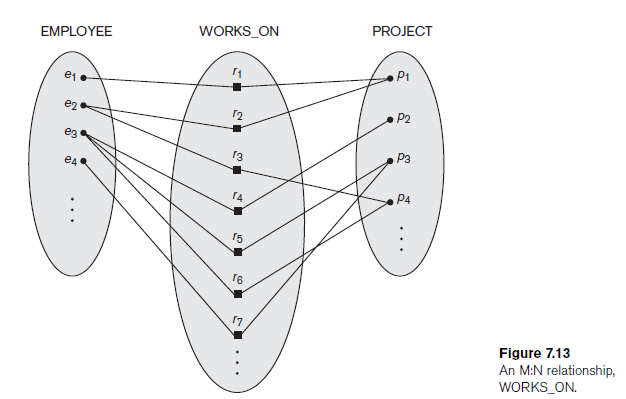 EMPLOYEE WORKS_ON PROJECT
e1 r1 p1
e2 r2 p2
e3 r3 p3
e4 r4 p4
r5
r6
r7
Figure 7.13
An M:N relationship,
WORKS_ON.